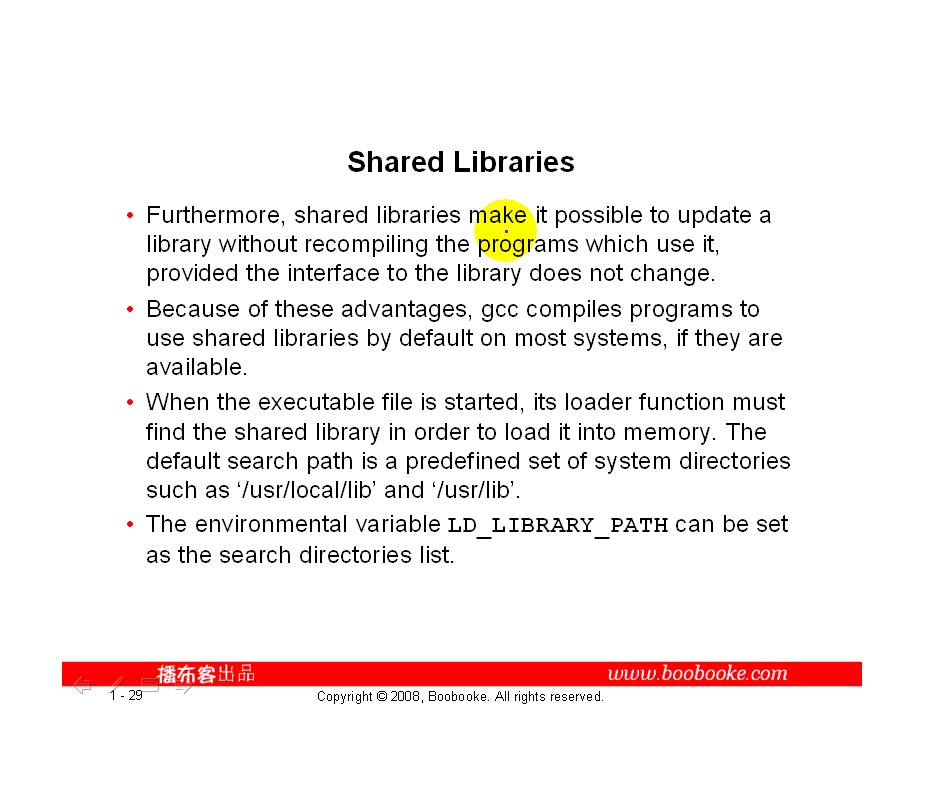 Shared Libraries
• Furthermore, shared libraries make it possible to update a
library without recompiling the programs which use it,
provided the interface to the library does not change.
• Because of these advantages, gcc compiles programs to
use shared libraries by default on most systems, if they are
available.
• When the executable file is started, its loader function must
find the shared library in order to load it into memory. The
default search path is a predefined set of system directories
such as ‘/usr/local/lib’ and ‘/usr/lib’.
• The environmental variable LD_LIBRARY_PATH can be set
as the search directories list.
播布客出品 www.boobooke.com
1 - 29 Copyright © 2008, Boobooke. All rights reserved.